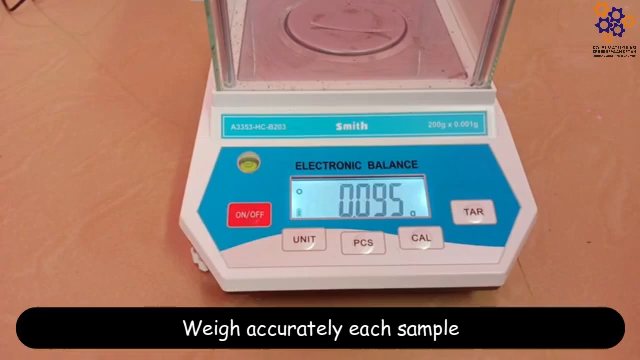 A3353-HC-B203 Smith 200g x 0.001g
ELECTRONIC BALANCE
0.095 g
ON/OFF TAR
UNIT PCS CAL
Weigh accurately each sample